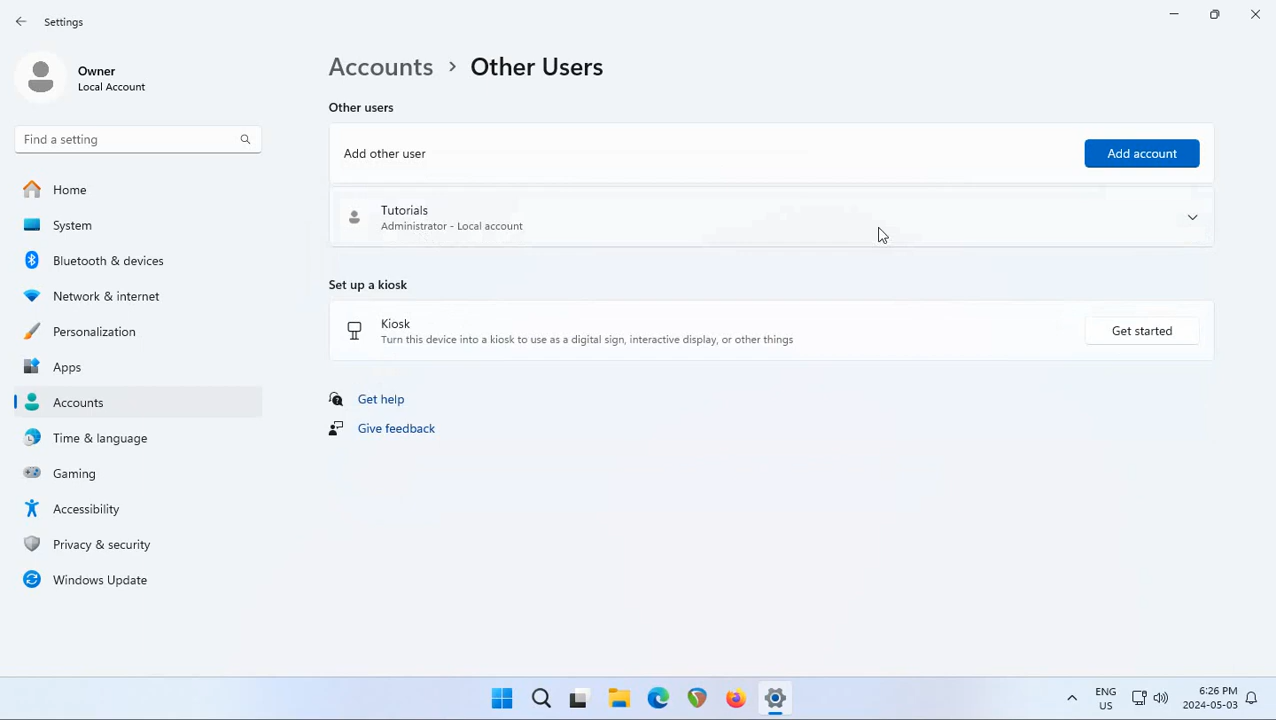 Settings
Owner
Local Account
Find a setting
Home
System
Bluetooth & devices
Network & internet
Personalization
Apps
Accounts
Time & language
Gaming
Accessibility
Privacy & security
Windows Update
Accounts > Other Users
Other users
Add other user
Add account
Tutorials
Administrator - Local account
Set up a kiosk
Kiosk
Turn this device into a kiosk to use as a digital sign, interactive display, or other things
Get started
Get help
Give feedback
ENG
US
6:26 PM
2024-05-03